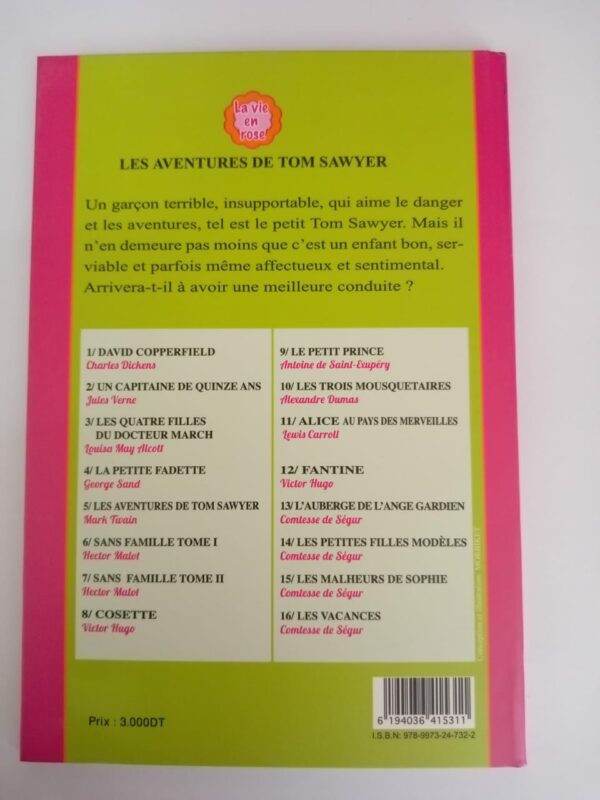 La vie
en
rose
LES AVENTURES DE TOM SAWYER
Un garçon terrible, insupportable, qui aime le danger
et les aventures, tel est le petit Tom Sawyer. Mais il
n'en demeure pas moins que c'est un enfant bon, ser-
viable et parfois même affectueux et sentimental.
Arrivera-t-il à avoir une meilleure conduite ?
1/ DAVID COPPERFIELD
Charles Dickens
2/ UN CAPITAINE DE QUINZE ANS
Jules Verne
3/ LES QUATRE FILLES
DU DOCTEUR MARCH
Louisa May Alcott
4/ LA PETITE FADETTE
George Sand
5/ LES AVENTURES DE TOM SAWYER
Mark Twain
6/ SANS FAMILLE TOME I
Hector Malot
7/ SANS FAMILLE TOME II
Hector Malot
8/ COSETTE
Victor Hugo
9/ LE PETIT PRINCE
Antoine de Saint-Exupéry
10/ LES TROIS MOUSQUETAIRES
Alexandre Dumas
11/ ALICE AU PAYS DES MERVEILLES
Lewis Carroll
12/ FANTINE
Victor Hugo
13/ L'AUBERGE DE L'ANGE GARDIEN
Comtesse de Ségur
14/ LES PETITES FILLES MODÈLES
Comtesse de Ségur
15/ LES MALHEURS DE SOPHIE
Comtesse de Ségur
16/ LES VACANCES
Comtesse de Ségur
Conception et illustration
Prix : 3.000DT
6 194036 415311
I.S.B.N: 978-9973-24-732-2